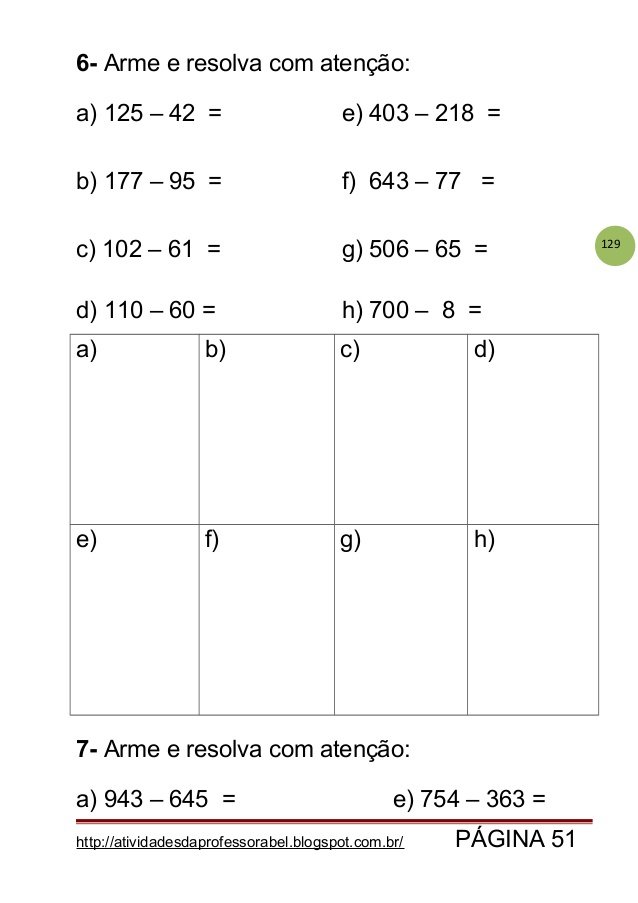 6- Arme e resolva com atenção:
a) 125 – 42  =
e) 403 – 218  =
b) 177 – 95  =
f)  643 – 77   =
c) 102 – 61  =
g) 506 – 65  =
129
d) 110 – 60 =
h) 700 –  8  =
a)
b)
c)
d)
e)
f)
g)
h)
7- Arme e resolva com atenção:
a) 943 – 645  =
e) 754 – 363 =
http://atividadesdaprofessorabel.blogspot.com.br/
PÁGINA 51